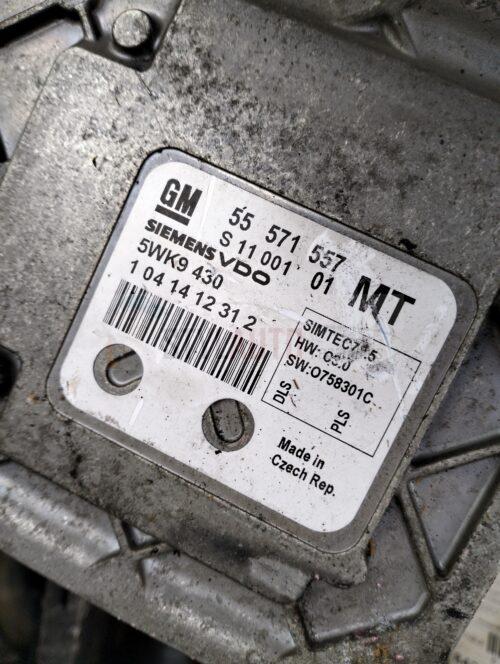 GM
55 571 557
S 11 001 01
MT
SIEMENS VDO
5WK9 430
1 04 14 12 31 2
HW:
SW:O758301C
DLS
PLS
Made in
Czech Rep.